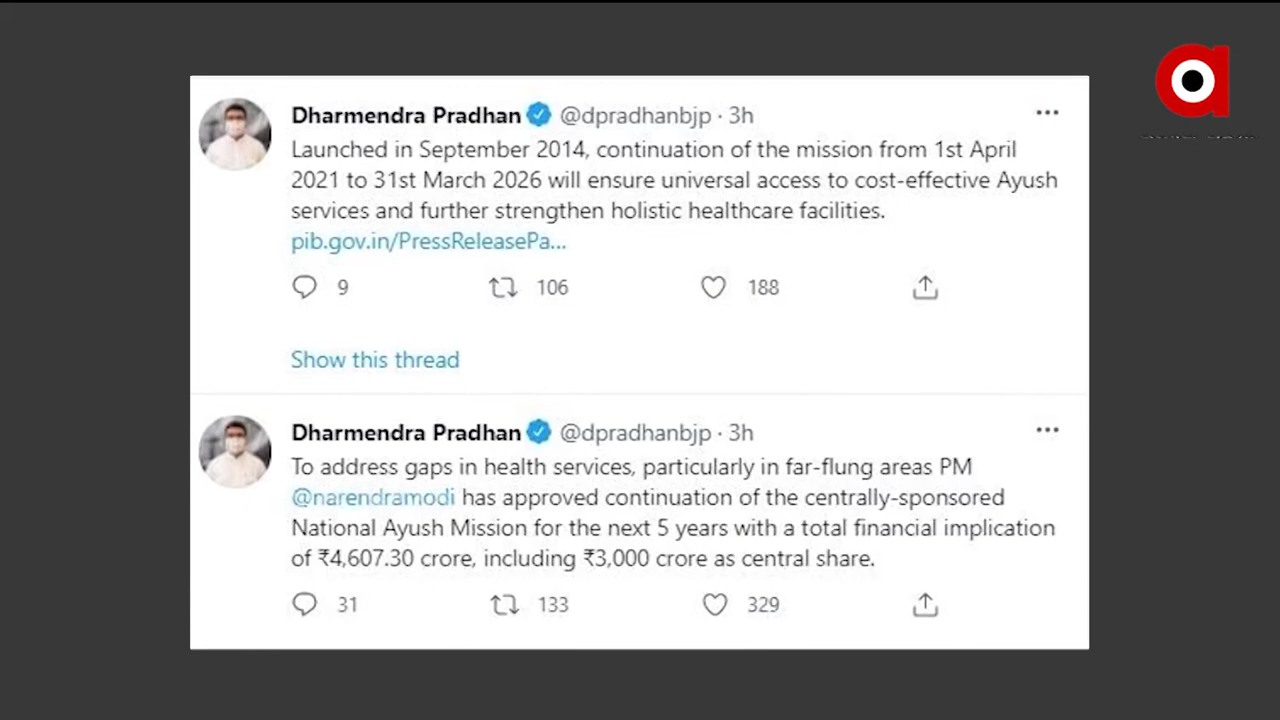 Dharmendra Pradhan @dpradhanbjp · 3h
Launched in September 2014, continuation of the mission from 1st April
2021 to 31st March 2026 will ensure universal access to cost-effective Ayush
services and further strengthen holistic healthcare facilities.
pib.gov.in/PressReleasePa...
9 106 188
Show this thread
Dharmendra Pradhan @dpradhanbjp · 3h
To address gaps in health services, particularly in far-flung areas PM
@narendramodi has approved continuation of the centrally-sponsored
National Ayush Mission for the next 5 years with a total financial implication
of ₹4,607.30 crore, including ₹3,000 crore as central share.
31 133 329